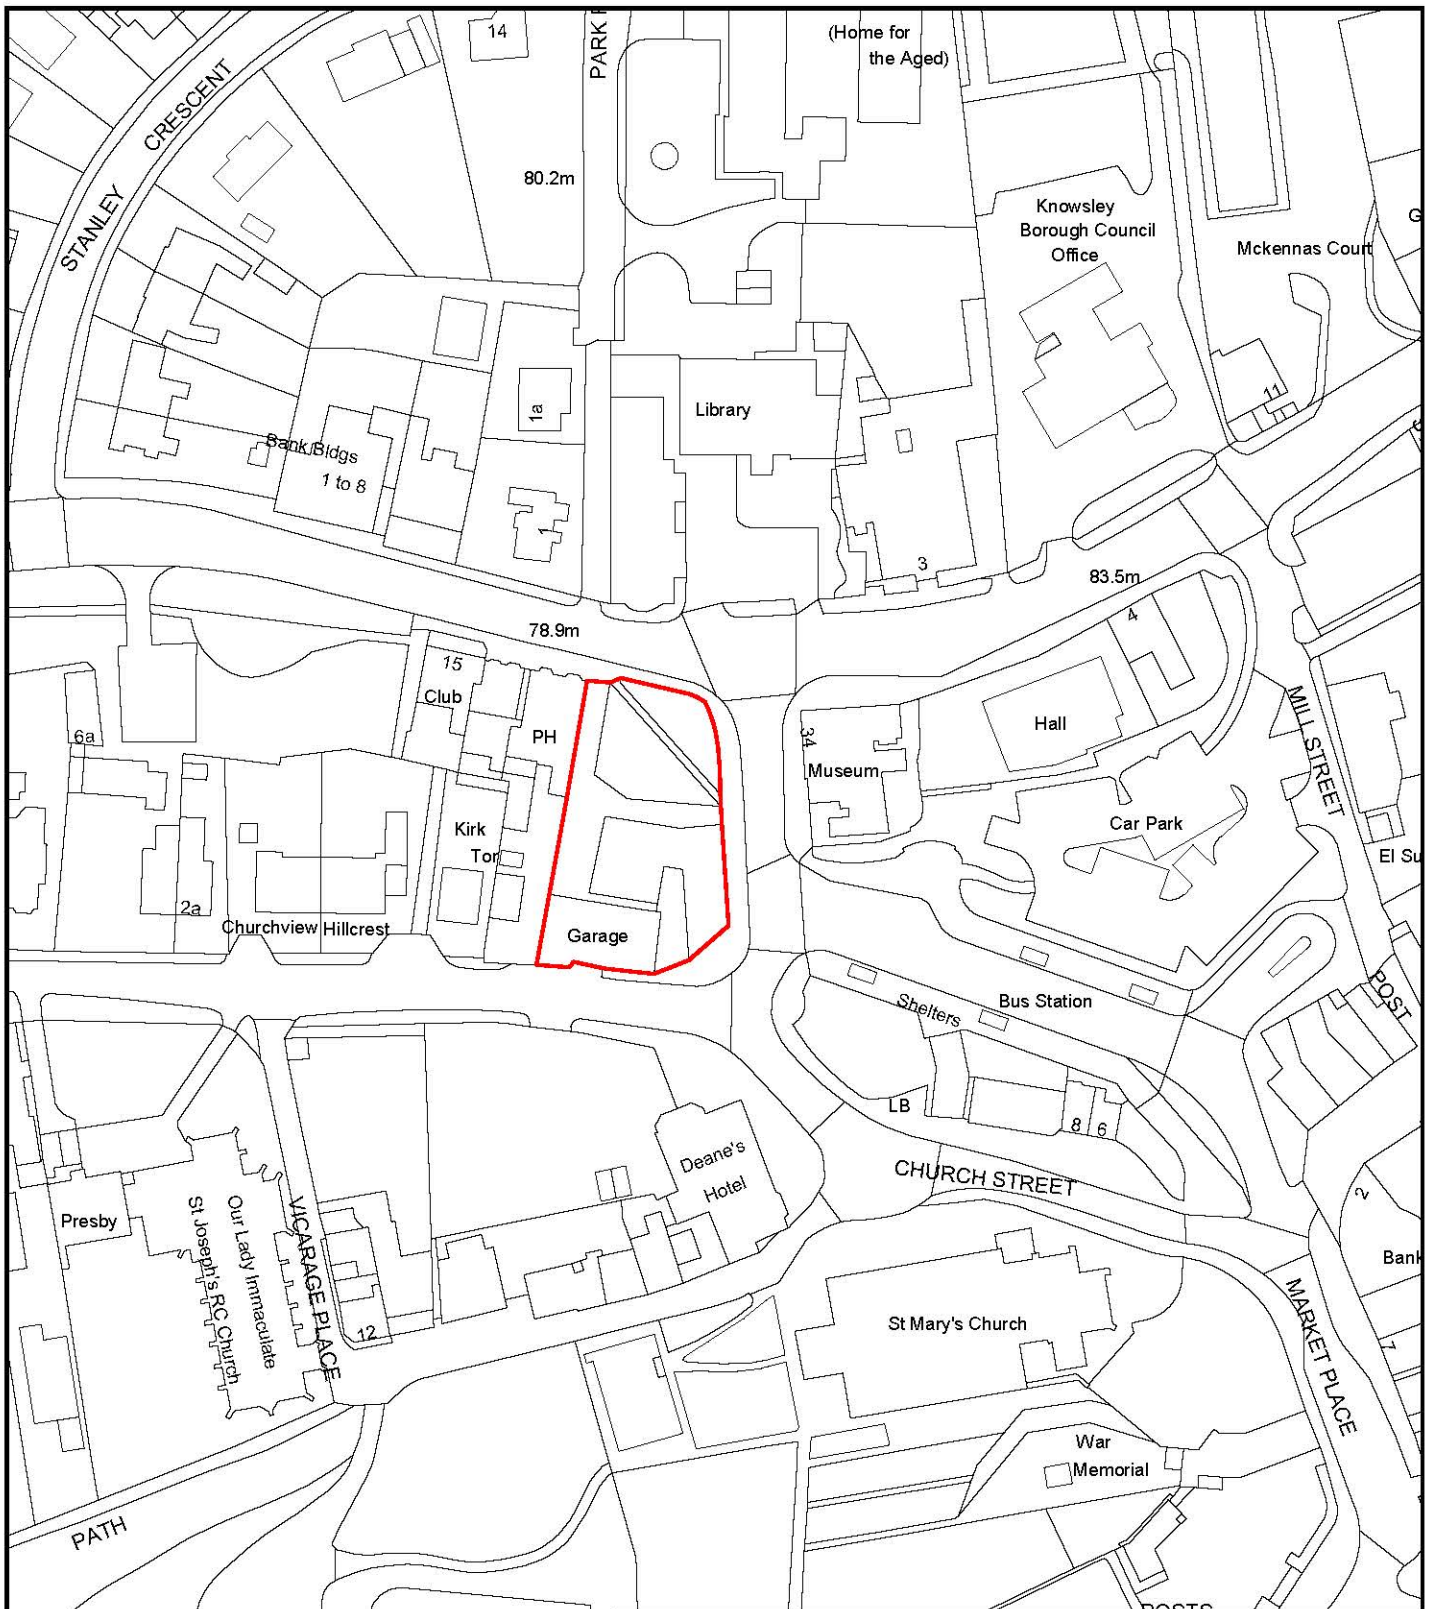 14
PARK
(Home for
the Aged)
STANLEY CRESCENT
80.2m
Knowsley
Borough Council
Office
Mckennas Court
G
1a
Library
11
Bank Bldgs
1 to 8
1
3
83.5m
78.9m
4
15
Club
PH
6a
34
Museum
Hall
MILL STREET
Kirk
Tor
Car Park
El Su
2a
Churchview
Hillcrest
Garage
Shelters
Bus Station
POST
LB
8
6
Deane's
Hotel
CHURCH STREET
2
Presby
Our Lady Immaculate
St Joseph's RC Church
VICARAGE PLACE
Bank
12
St Mary's Church
MARKET PLACE
7
War
Memorial
PATH
POSTS